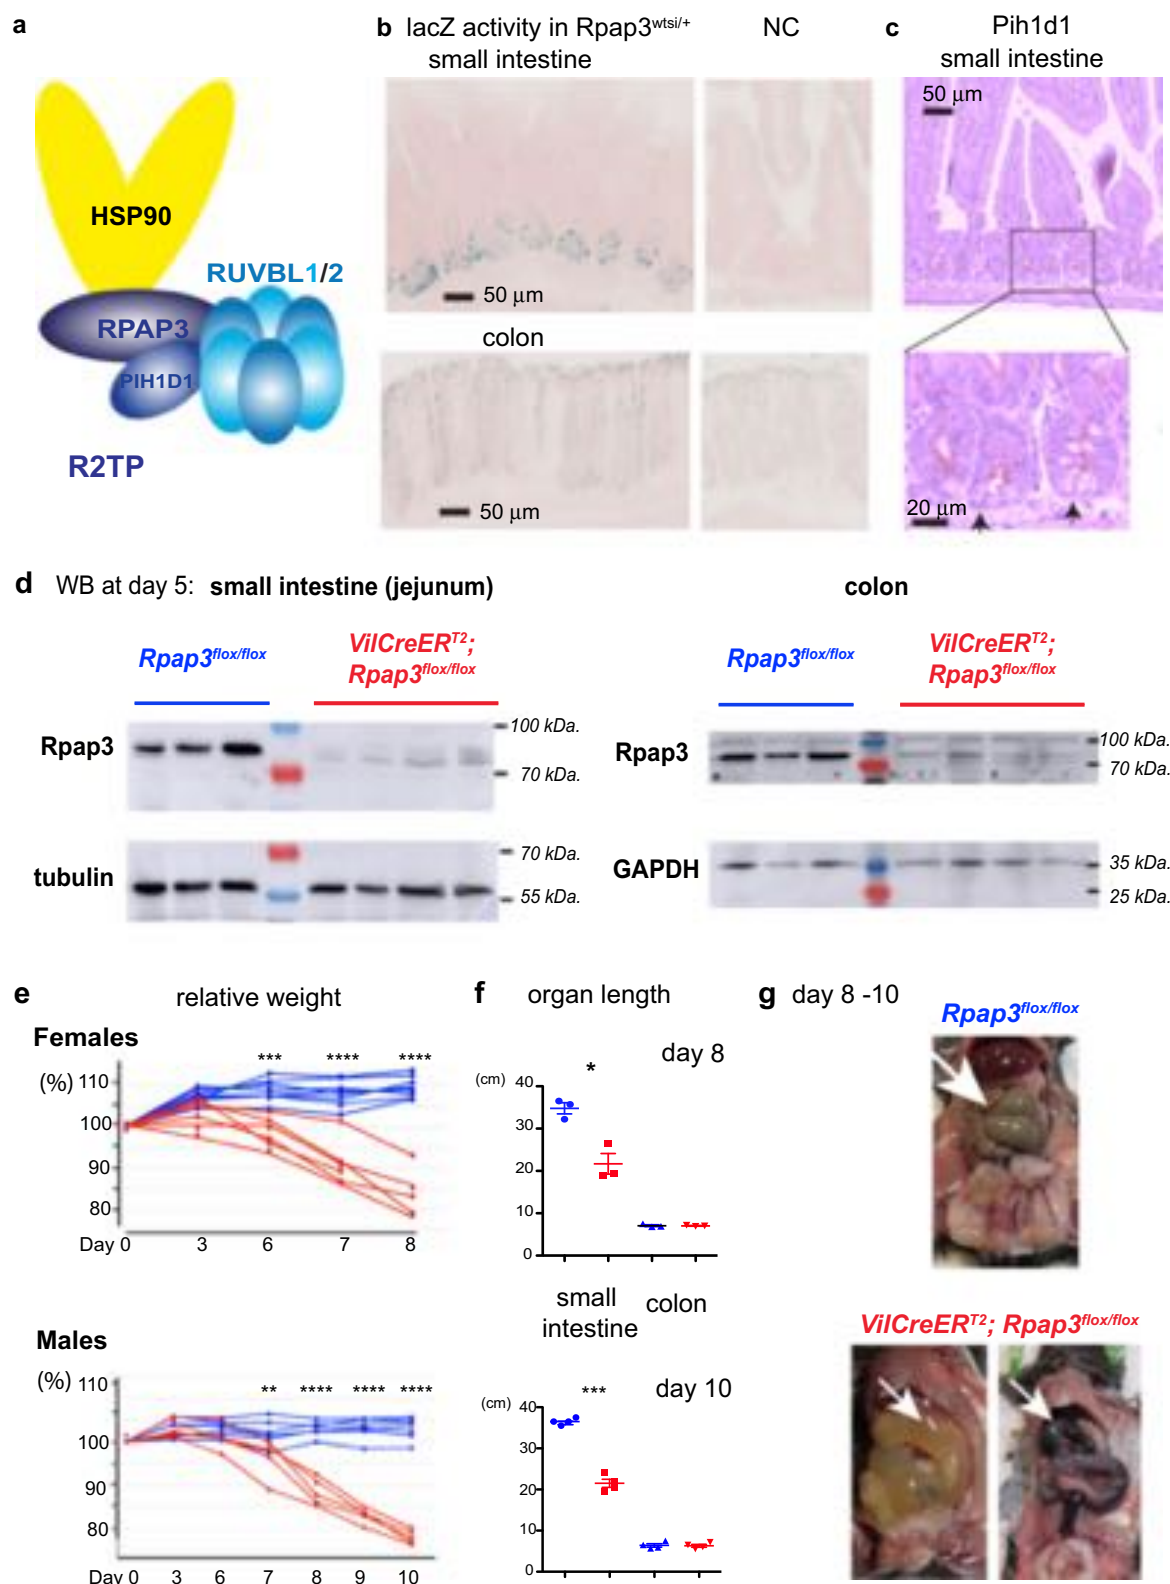 a
HSP90
RUVBL1/2
RPAP3
PIH1D1
R2TP
b lacZ activity in Rpap3wtsi/+ NC
small intestine
50 µm
colon
50 µm
c Pih1d1
small intestine
50 µm
20 µm
d WB at day 5: small intestine (jejunum) colon
Rpap3flox/flox
VilCreERT2;
Rpap3flox/flox
Rpap3
100 kDa.
70 kDa.
tubulin
70 kDa.
55 kDa.
Rpap3flox/flox
VilCreERT2;
Rpap3flox/flox
Rpap3
100 kDa.
70 kDa.
GAPDH
35 kDa.
25 kDa.
e relative weight
Females
(%)
110
100
90
80
*** **** ****
Day 0 3 6 7 8
Males
(%)
110
100
90
80
** **** **** ****
Day 0 3 6 7 8 9 10
f organ length
day 8
(cm)
40
30
20
10
0
*
small
intestine
colon
day 10
(cm)
40
30
20
10
0
***
g day 8 -10
Rpap3flox/flox
VilCreERT2; Rpap3flox/flox